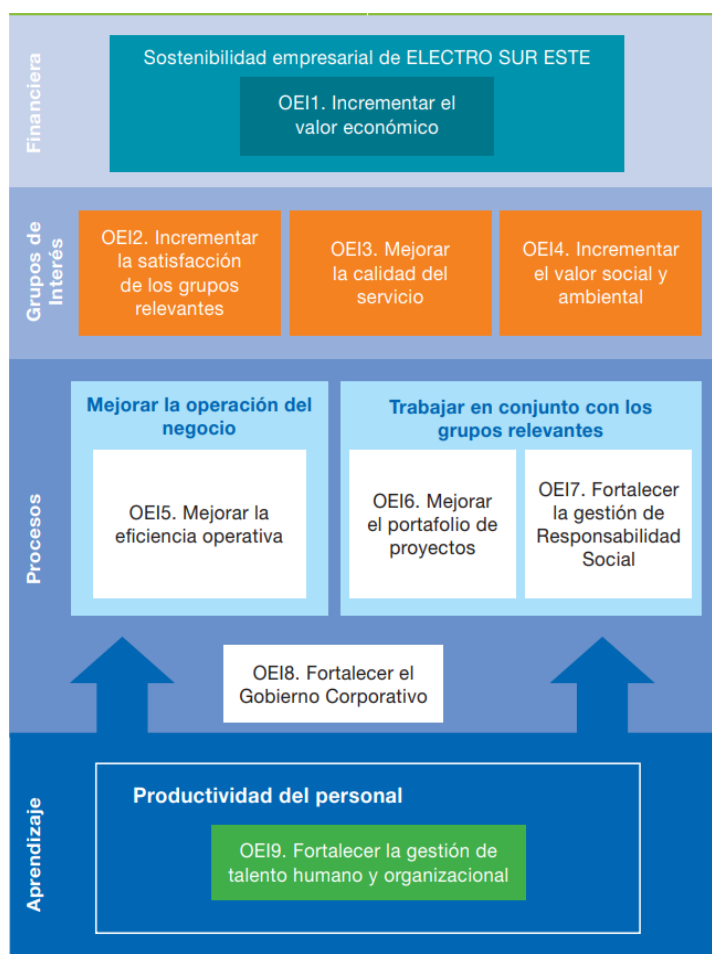 Financiera
Sostenibilidad empresarial de ELECTRO SUR ESTE
OEI1. Incrementar el
valor económico
Grupos de
Interés
OEI2. Incrementar
la satisfacción
de los grupos
relevantes
OEI3. Mejorar
la calidad del
servicio
OEI4. Incrementar
el valor social y
ambiental
Procesos
Mejorar la operación del
negocio
OEI5. Mejorar la
eficiencia operativa
Trabajar en conjunto con los
grupos relevantes
OEI6. Mejorar
el portafolio de
proyectos
OEI7. Fortalecer
la gestión de
Responsabilidad
Social
OEI8. Fortalecer el
Gobierno Corporativo
Aprendizaje
Productividad del personal
OEI9. Fortalecer la gestión de
talento humano y organizacional